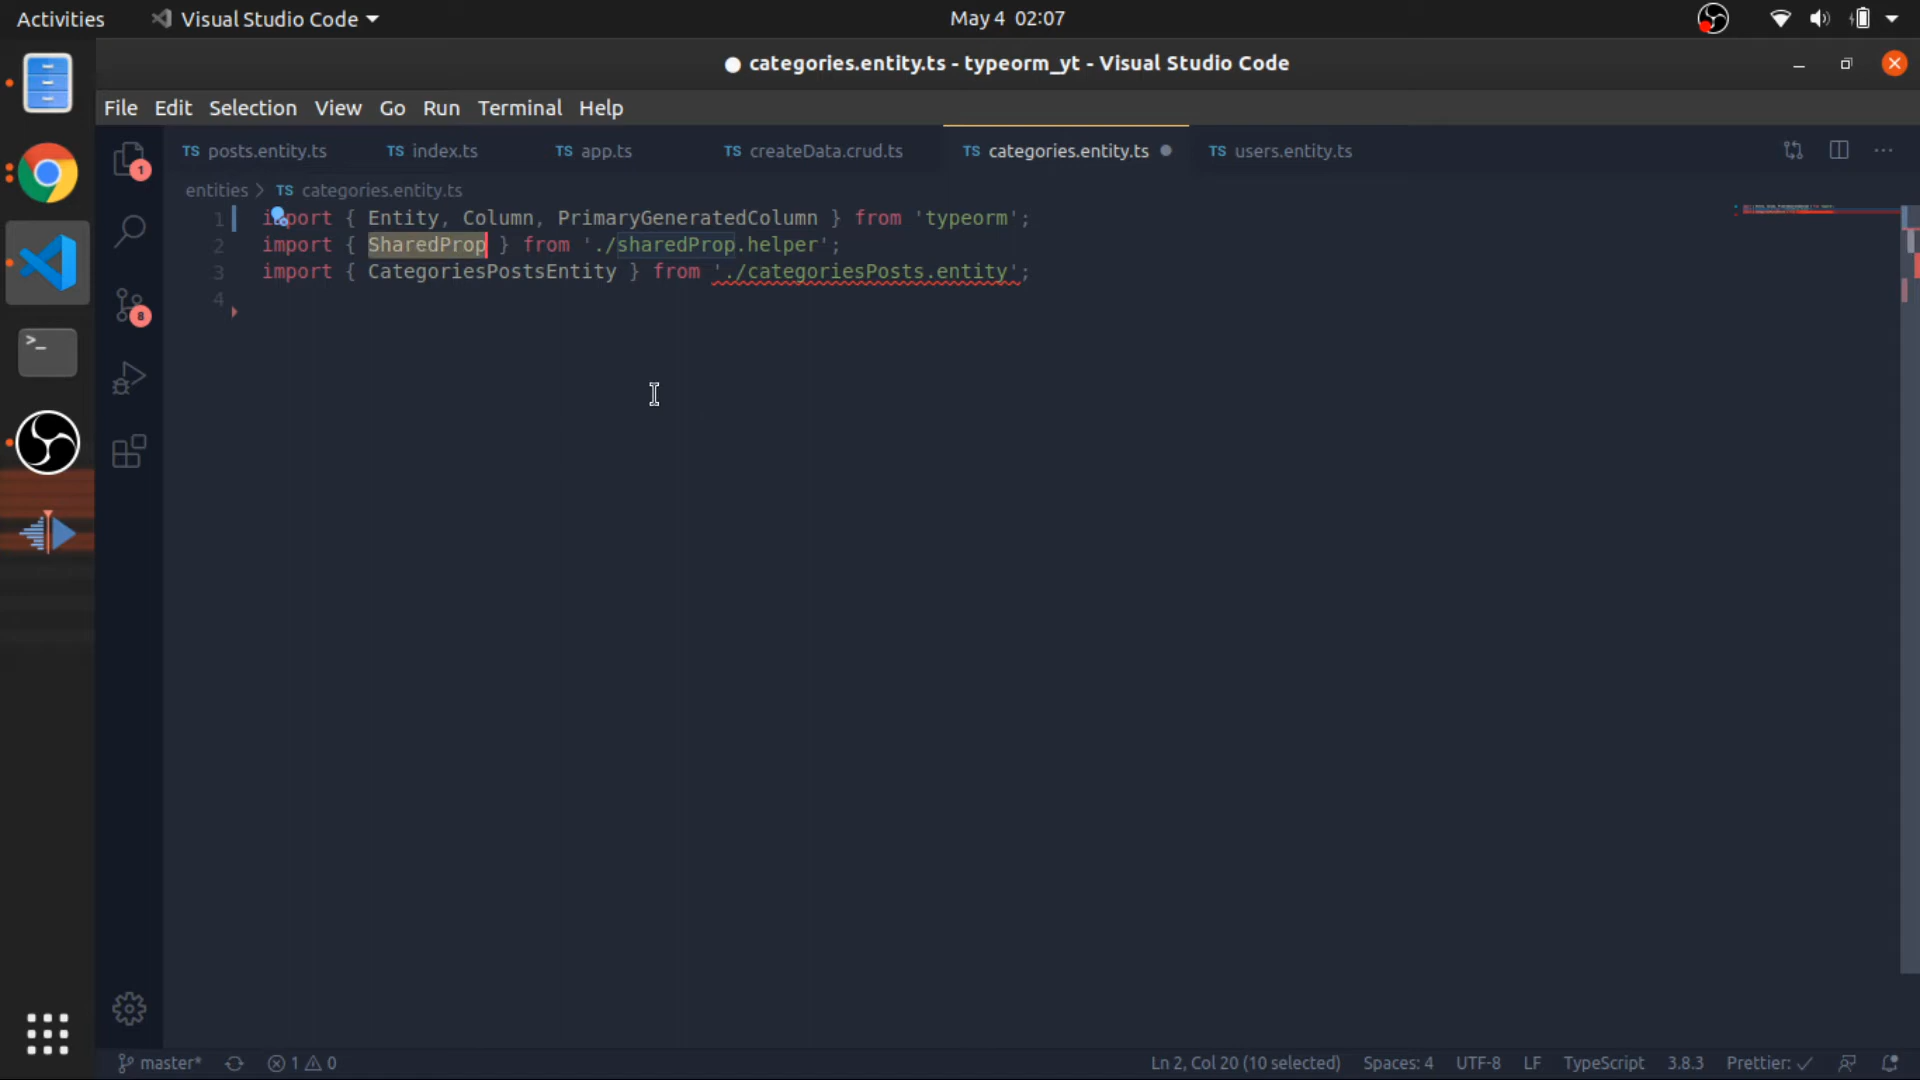 Activities
Visual Studio Code
May 4 02:07
categories.entity.ts - typeorm_yt - Visual Studio Code
File Edit Selection View Go Run Terminal Help
TS posts.entity.ts TS index.ts TS app.ts TS createData.crud.ts TS categories.entity.ts TS users.entity.ts
entities > TS categories.entity.ts
1 import { Entity, Column, PrimaryGeneratedColumn } from 'typeorm';
2 import { SharedProp } from './sharedProp.helper';
3 import { CategoriesPostsEntity } from './categoriesPosts.entity';
4
1
8
>_
master* 1 0 Ln 2, Col 20 (10 selected) Spaces: 4 UTF-8 LF TypeScript 3.8.3 Prettier: ✓